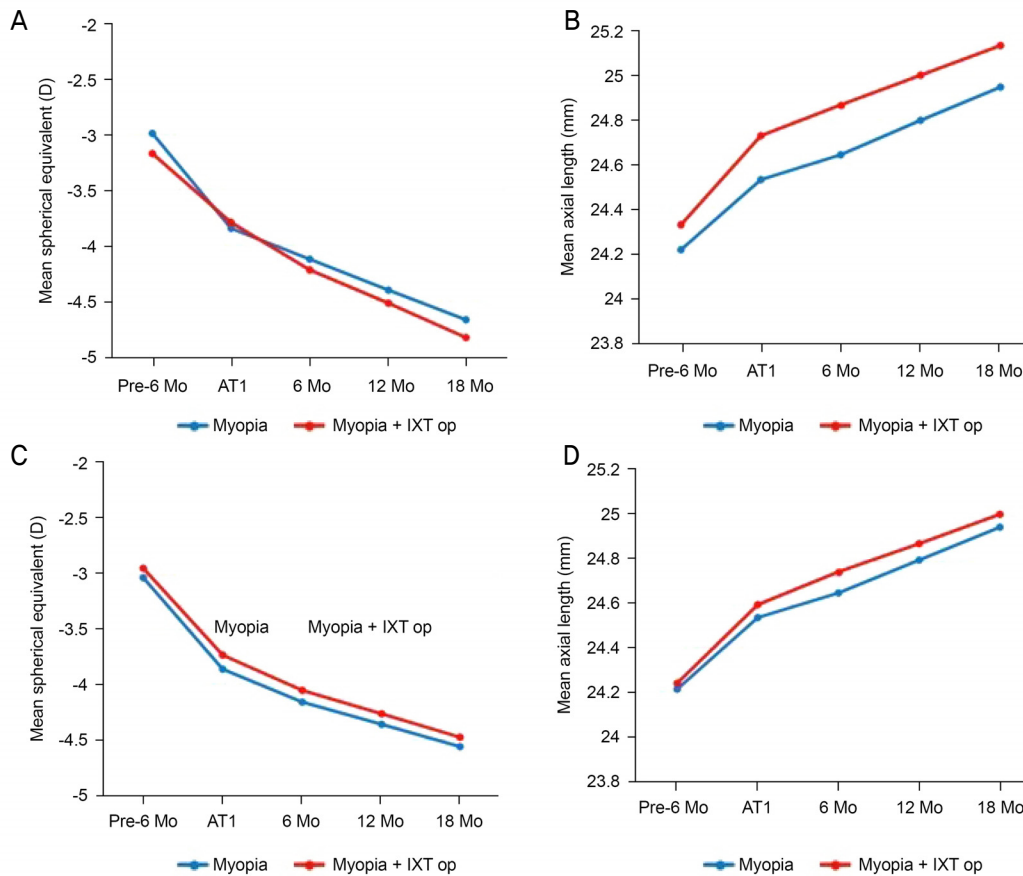 A
Mean spherical equivalent (D)
-2
-2.5
-3
-3.5
-4
-4.5
-5
Pre-6 Mo AT1 6 Mo 12 Mo 18 Mo
Myopia Myopia + IXT op
B
Mean axial length (mm)
25.2
25
24.8
24.6
24.4
24.2
24
23.8
Pre-6 Mo AT1 6 Mo 12 Mo 18 Mo
Myopia Myopia + IXT op
C
Mean spherical equivalent (D)
-2
-2.5
-3
-3.5
-4
-4.5
-5
Myopia Myopia + IXT op
Pre-6 Mo AT1 6 Mo 12 Mo 18 Mo
Myopia Myopia + IXT op
D
Mean axial length (mm)
25.2
25
24.8
24.6
24.4
24.2
24
23.8
Pre-6 Mo AT1 6 Mo 12 Mo 18 Mo
Myopia Myopia + IXT op